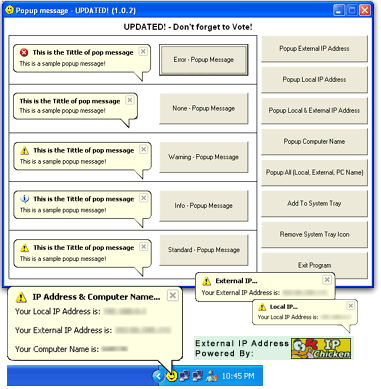 Popup message - UPDATED! (1.0.2)
UPDATED! - Don't forget to Vote!
This is the Tittle of pop message
This is a sample popup message!
Error - Popup Message
This is the Tittle of pop message
This is a sample popup message!
None - Popup Message
This is the Tittle of pop message
This is a sample popup message!
Warning - Popup Message
This is the Tittle of pop message
This is a sample popup message!
Info - Popup Message
This is the Tittle of pop message
This is a sample popup message!
Standard - Popup Message
Popup External IP Address
Popup Local IP Address
Popup Local & External IP Address
Popup Computer Name
Popup All (Local, External, PC Name)
Add To System Tray
Remove System Tray Icon
Exit Program
IP Address & Computer Name...
Your Local IP Address is:
Your External IP Address is:
Your Computer Name is:
External IP...
Your External IP Address is:
Local IP...
Your Local IP Address is:
External IP Address
Powered By:
IP
Chicken
10:45 PM